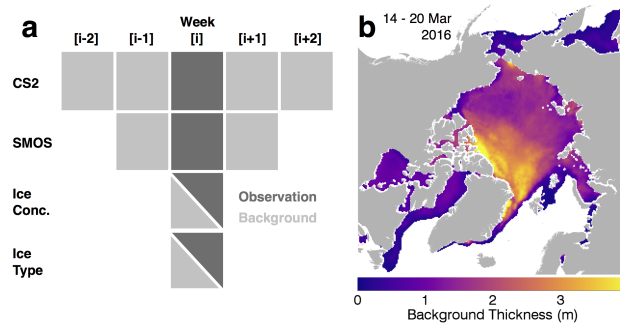 a
Week
[i-2] [i-1] [i] [i+1] [i+2]
CS2
SMOS
Ice
Conc.
Observation
Background
Ice
Type
b
14 - 20 Mar
2016
0 1 2 3
Background Thickness (m)